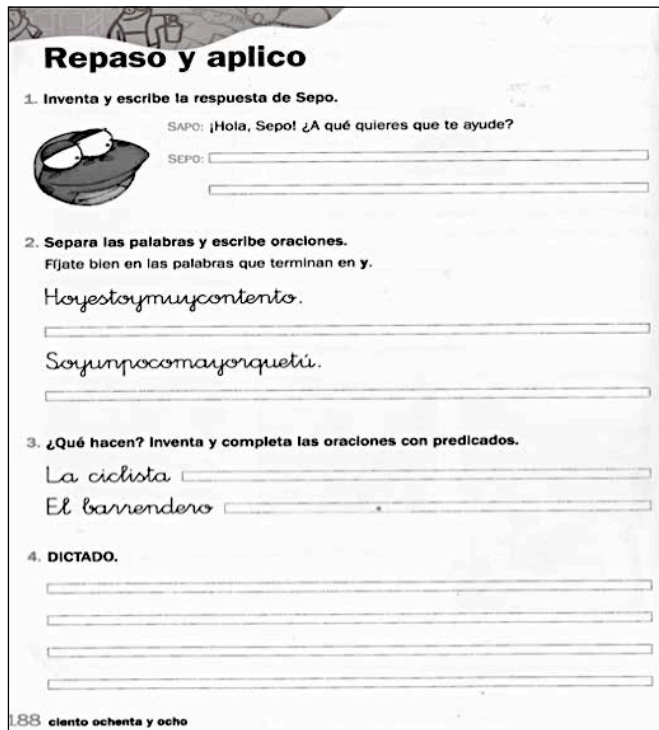 Repaso y aplico
1. Inventa y escribe la respuesta de Sepo.
SAPO: ¡Hola, Sepo! ¿A qué quieres que te ayude?
SEPO:
2. Separa las palabras y escribe oraciones.
Fíjate bien en las palabras que terminan en y.
Hoyestoymuycontento.
Soyunpocomayorquetú.
3. ¿Qué hacen? Inventa y completa las oraciones con predicados.
La ciclista
El barrendero
4. DICTADO.
188 ciento ochenta y ocho